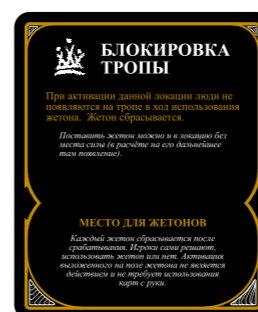 БЛОКИРОВКА
ТРОПЫ
При активации данной локации люди не
появляются на тропе в ход использования
жетона. Жетон сбрасывается.
Поставить жетон можно и в локацию без
места силы (в расчёте на его дальнейшее
там появление).
МЕСТО ДЛЯ ЖЕТОНОВ
Каждый жетон сбрасывается после
срабатывания. Игроки сами решают,
использовать жетон или нет. Активация
выложенного на поле жетона не является
действием и не требует использования
карт с руки.